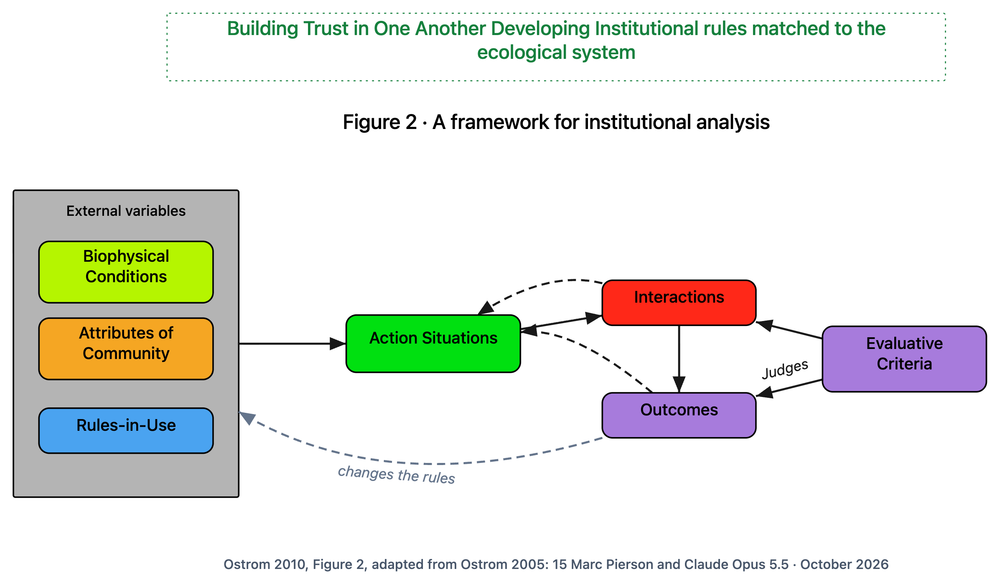 Building Trust in One Another Developing Institutional rules matched to the
ecological system
Figure 2 · A framework for institutional analysis
External variables
Biophysical
Conditions
Attributes of
Community
Rules-in-Use
Action Situations
Interactions
Outcomes
Evaluative
Criteria
Judges
changes the rules
Ostrom 2010, Figure 2, adapted from Ostrom 2005: 15 Marc Pierson and Claude Opus 5.5 · October 2026